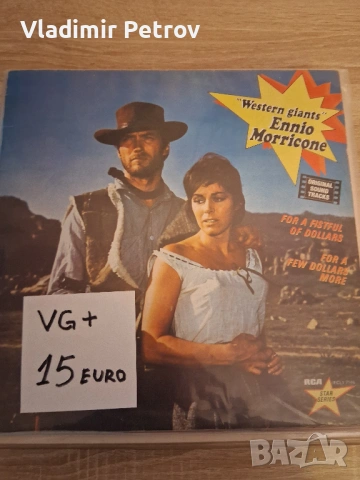 Vladimir Petrov
"Western giants"
Ennio
Morricone
ORIGINAL
SOUND
TRACKS
FOR A FISTFUL
OF DOLLARS
FOR A
FEW DOLLARS
MORE
VG+
15 EURO
RCA
STAR
SERIES
BAZAR